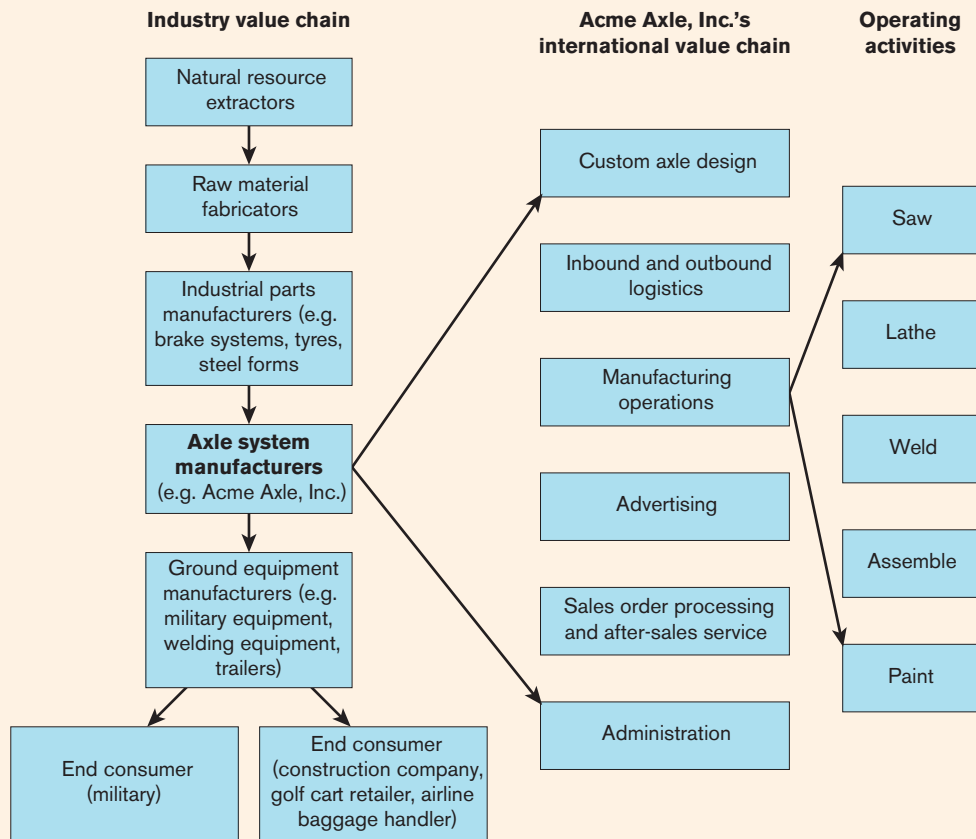 Industry value chain
Natural resource
extractors
Raw material
fabricators
Industrial parts
manufacturers (e.g.
brake systems, tyres,
steel forms
Axle system
manufacturers
(e.g. Acme Axle, Inc.)
Ground equipment
manufacturers (e.g.
military equipment,
welding equipment,
trailers)
End consumer
(military)
End consumer
(construction company,
golf cart retailer, airline
baggage handler)
Acme Axle, Inc.'s
international value chain
Custom axle design
Inbound and outbound
logistics
Manufacturing
operations
Advertising
Sales order processing
and after-sales service
Administration
Operating
activities
Saw
Lathe
Weld
Assemble
Paint